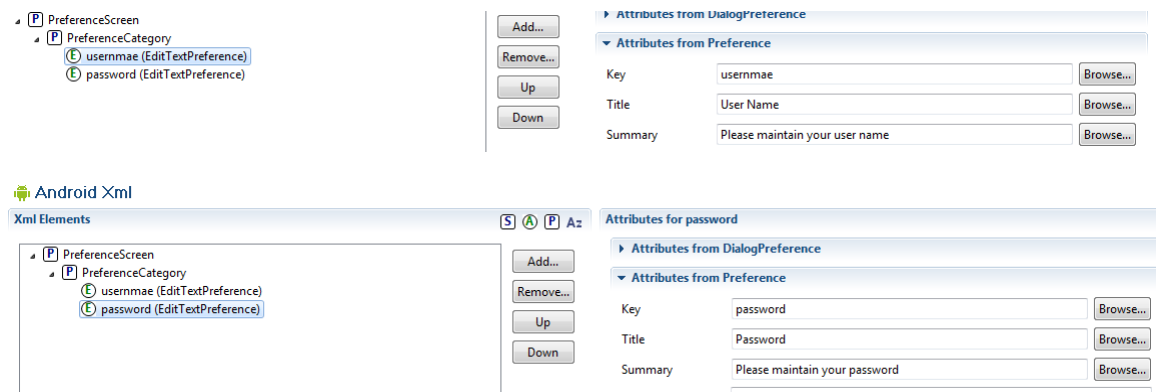 P PreferenceScreen
P PreferenceCategory
E usernmae (EditTextPreference)
E password (EditTextPreference)
Add...
Remove...
Up
Down
Attributes from DialogPreference
Attributes from Preference
Key usernmae Browse...
Title User Name Browse...
Summary Please maintain your user name Browse...
Android Xml
Xml Elements S A P Az
P PreferenceScreen
P PreferenceCategory
E usernmae (EditTextPreference)
E password (EditTextPreference)
Add...
Remove...
Up
Down
Attributes for password
Attributes from DialogPreference
Attributes from Preference
Key password Browse...
Title Password Browse...
Summary Please maintain your password Browse...